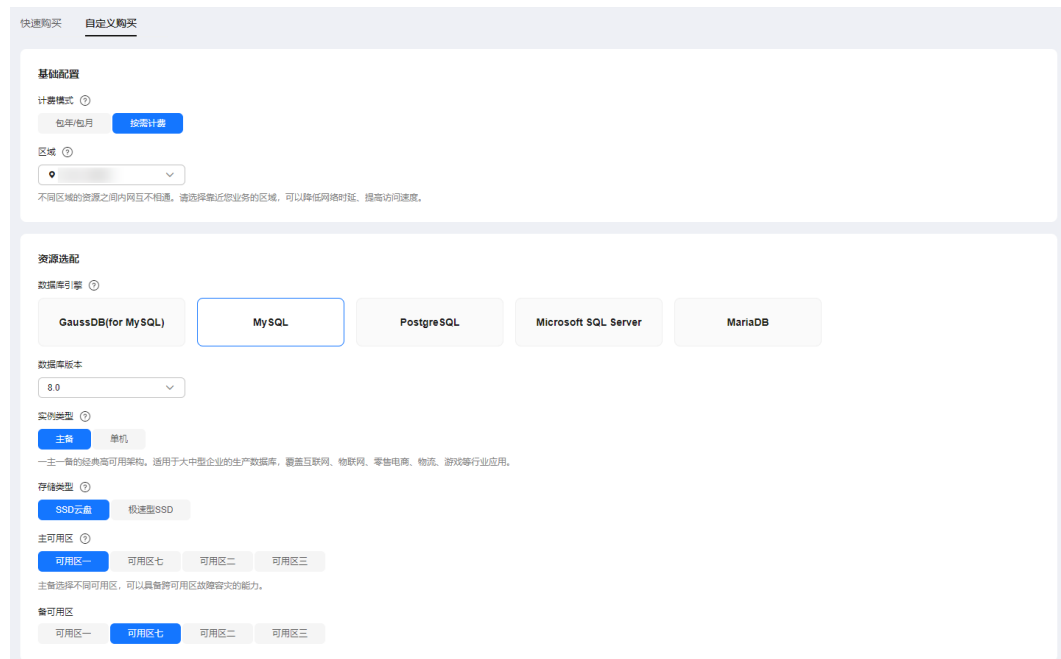 快速购买 自定义购买
基础配置
计费模式 ?
包年/包月 按需计费
区域 ?
不同区域的资源之间内网互不相通。请选择靠近您业务的区域，可以降低网络时延、提高访问速度。
资源选配
数据库引擎 ?
GaussDB(for MySQL) MySQL PostgreSQL Microsoft SQL Server MariaDB
数据库版本
8.0
实例类型 ?
主备 单机
一主一备的经典高可用架构。适用于大中型企业的生产数据库，覆盖互联网、物联网、零售电商、物流、游戏等行业应用。
存储类型 ?
SSD云盘 极速型SSD
主可用区 ?
可用区一 可用区七 可用区二 可用区三
主备选择不同可用区，可以具备跨可用区故障容灾的能力。
备可用区
可用区一 可用区七 可用区二 可用区三